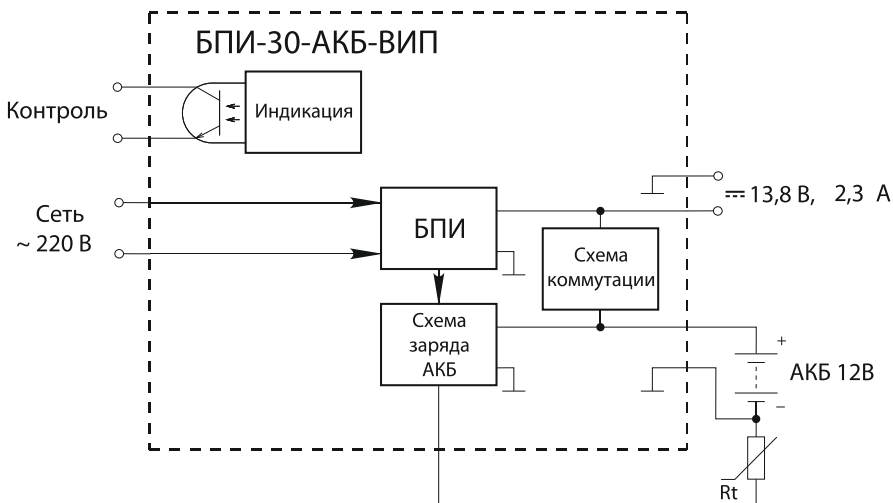 БПИ-30-АКБ-ВИП
Контроль
Индикация
Сеть
~ 220 В
БПИ
13,8 В, 2,3 А
Схема
коммутации
Схема
заряда
АКБ
+
АКБ 12В
−
Rt